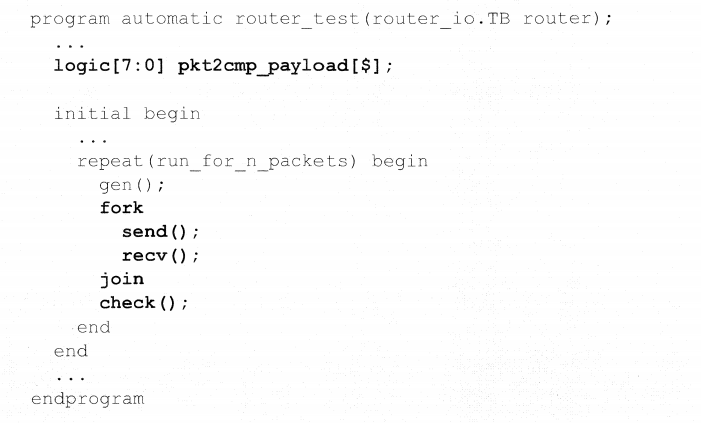 program automatic router_test(router_io.TB router);
...
logic[7:0] pkt2cmp_payload[$];
initial begin
...
repeat(run_for_n_packets) begin
gen();
fork
send();
recv();
join
check();
end
end
...
endprogram